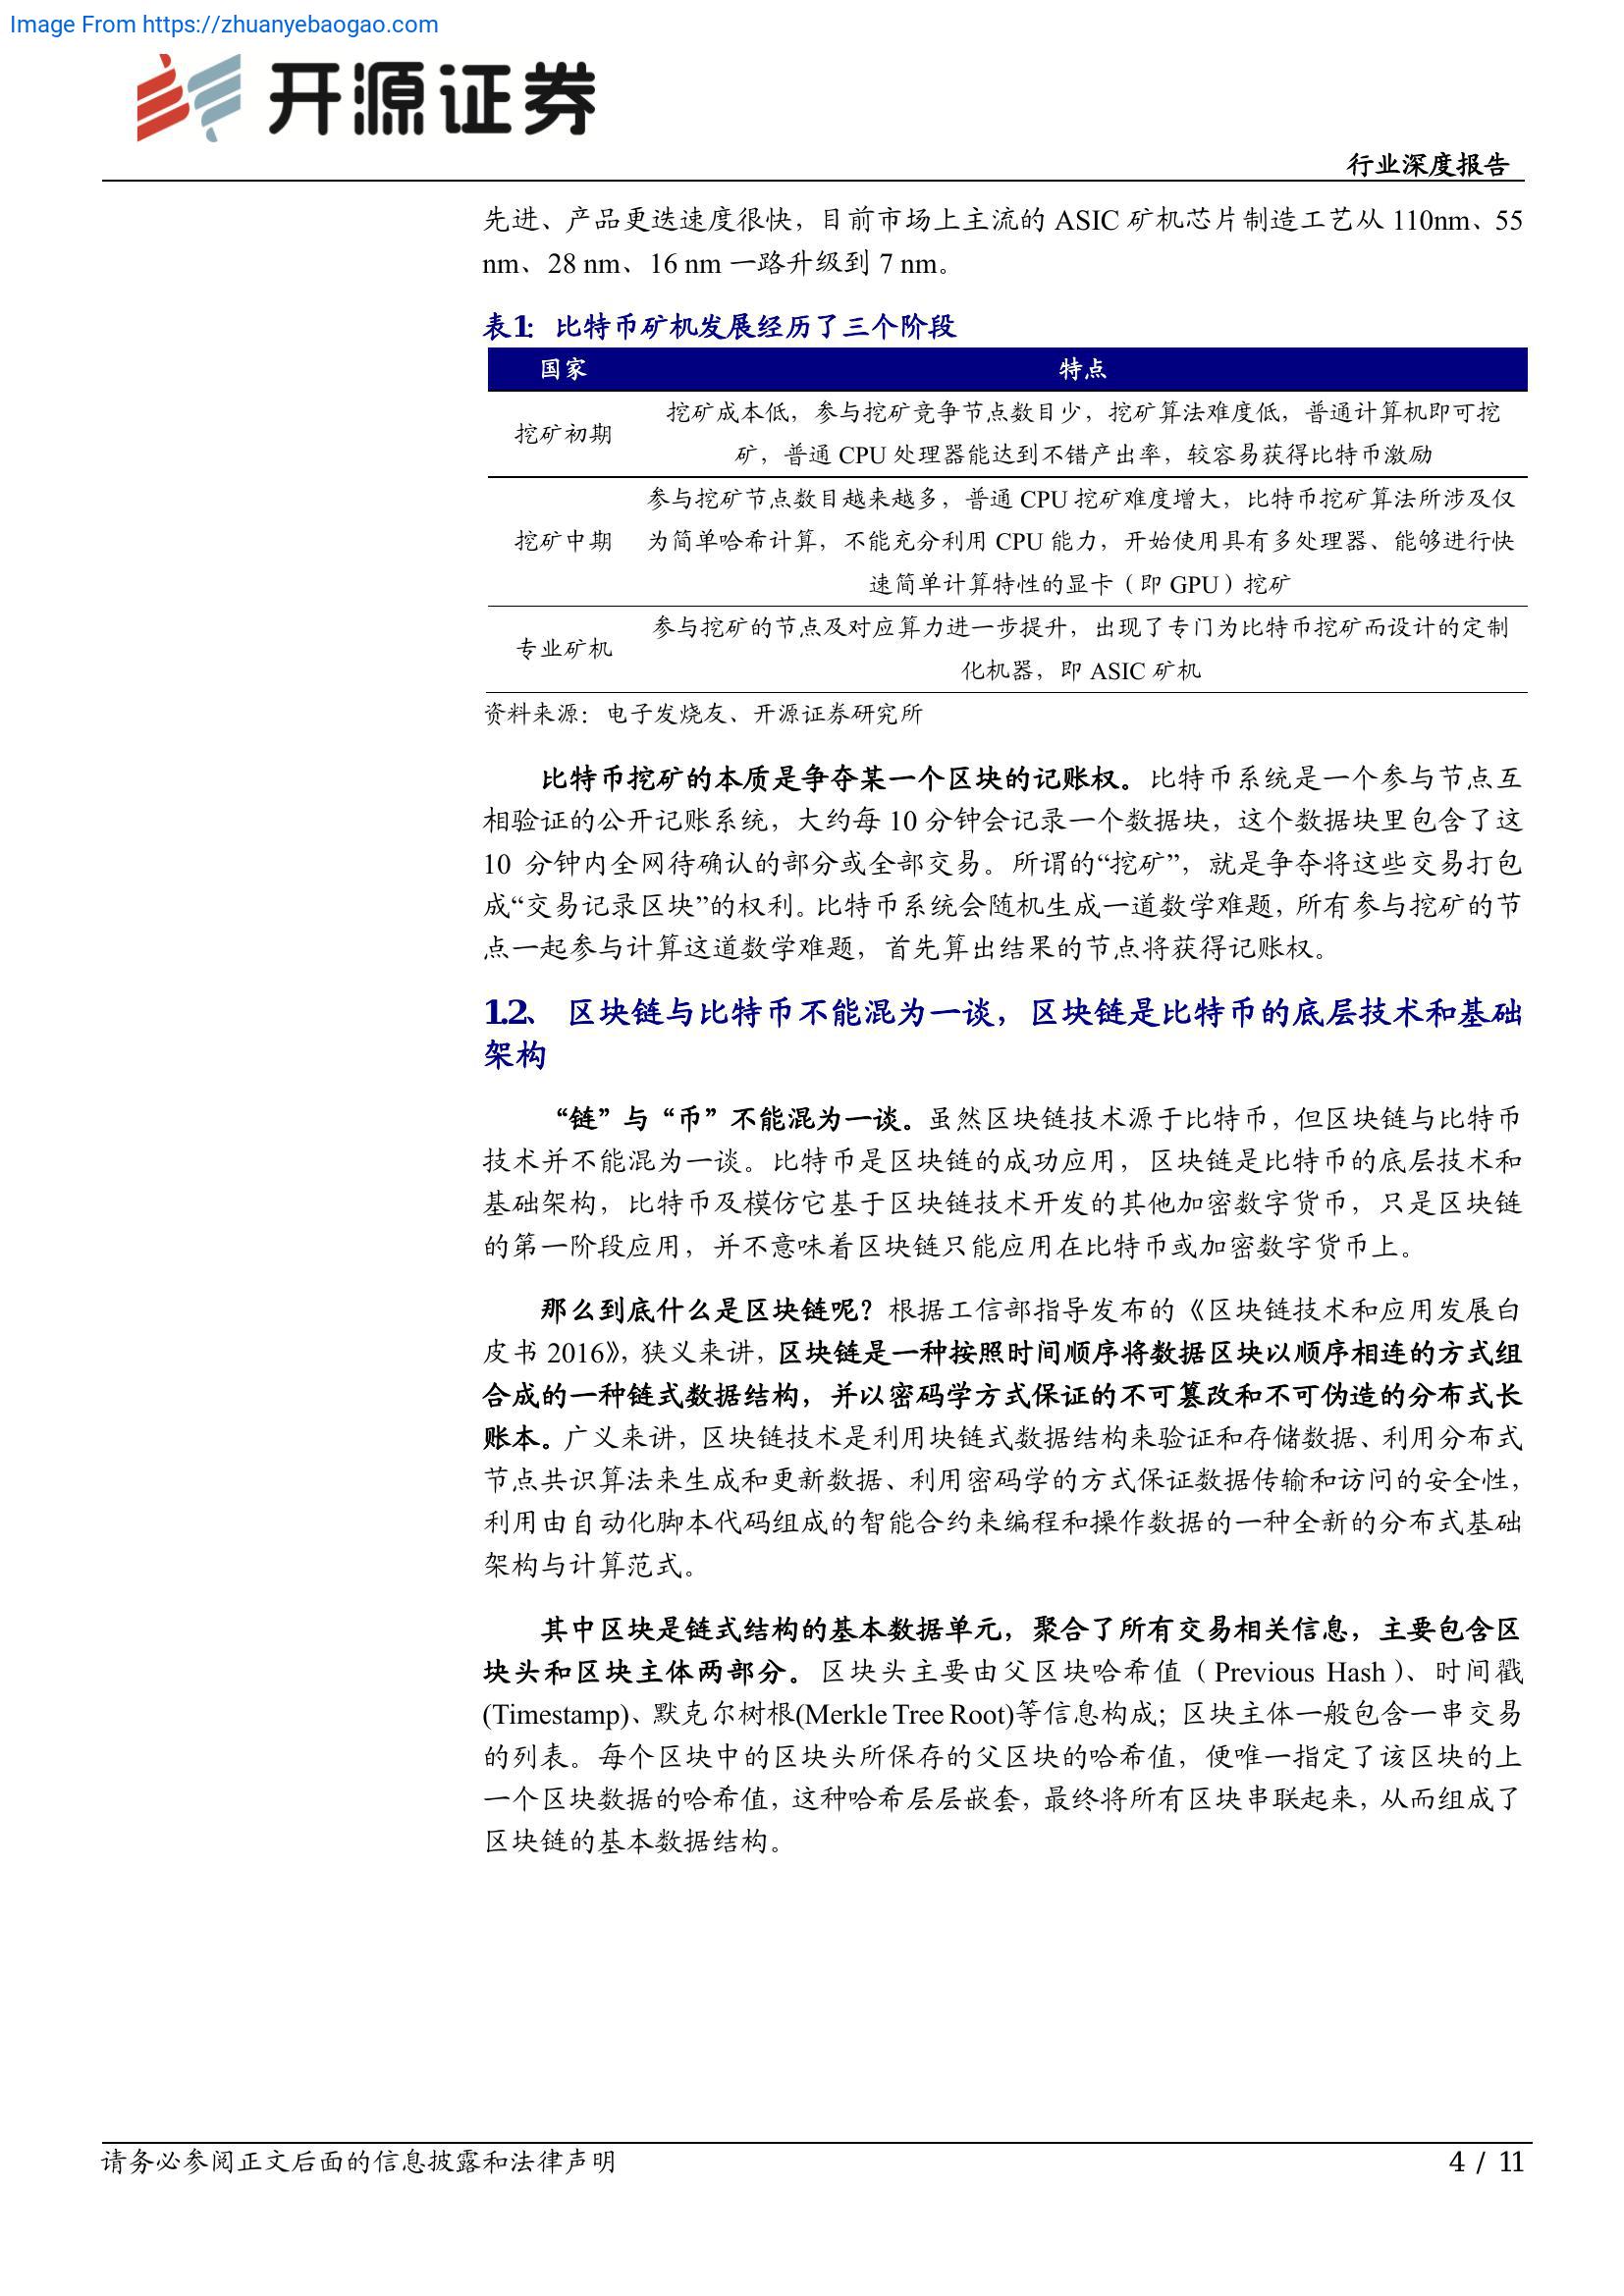 Image From https://zhuanyebaogao.com
开源证券
行业深度报告
先进、产品更迭速度很快，目前市场上主流的 ASIC 矿机芯片制造工艺从 110nm、55
nm、28 nm、16 nm 一路升级到 7 nm。
表1： 比特币矿机发展经历了三个阶段
国家 特点
挖矿初期 挖矿成本低，参与挖矿竞争节点数目少，挖矿算法难度低，普通计算机即可挖
矿，普通 CPU 处理器能达到不错产出率，较容易获得比特币激励
参与挖矿节点数目越来越多，普通 CPU 挖矿难度增大，比特币挖矿算法所涉及仅
挖矿中期 为简单哈希计算，不能充分利用 CPU 能力，开始使用具有多处理器、能够进行快
速简单计算特性的显卡（即 GPU）挖矿
专业矿机 参与挖矿的节点及对应算力进一步提升，出现了专门为比特币挖矿而设计的定制
化机器，即 ASIC 矿机
资料来源：电子发烧友、开源证券研究所
比特币挖矿的本质是争夺某一个区块的记账权。比特币系统是一个参与节点互
相验证的公开记账系统，大约每 10 分钟会记录一个数据块，这个数据块里包含了这
10 分钟内全网待确认的部分或全部交易。所谓的“挖矿”，就是争夺将这些交易打包
成“交易记录区块”的权利。比特币系统会随机生成一道数学难题，所有参与挖矿的节
点一起参与计算这道数学难题，首先算出结果的节点将获得记账权。
1.2、 区块链与比特币不能混为一谈，区块链是比特币的底层技术和基础
架构
“链”与“币”不能混为一谈。虽然区块链技术源于比特币，但区块链与比特币
技术并不能混为一谈。比特币是区块链的成功应用，区块链是比特币的底层技术和
基础架构，比特币及模仿它基于区块链技术开发的其他加密数字货币，只是区块链
的第一阶段应用，并不意味着区块链只能应用在比特币或加密数字货币上。
那么到底什么是区块链呢？根据工信部指导发布的《区块链技术和应用发展白
皮书 2016》，狭义来讲，区块链是一种按照时间顺序将数据区块以顺序相连的方式组
合成的一种链式数据结构，并以密码学方式保证的不可篡改和不可伪造的分布式长
账本。广义来讲，区块链技术是利用块链式数据结构来验证和存储数据、利用分布式
节点共识算法来生成和更新数据、利用密码学的方式保证数据传输和访问的安全性，
利用由自动化脚本代码组成的智能合约来编程和操作数据的一种全新的分布式基础
架构与计算范式。
其中区块是链式结构的基本数据单元，聚合了所有交易相关信息，主要包含区
块头和区块主体两部分。区块头主要由父区块哈希值（Previous Hash）、时间戳
(Timestamp)、默克尔树根(Merkle Tree Root)等信息构成；区块主体一般包含一串交易
的列表。每个区块中的区块头所保存的父区块的哈希值，便唯一指定了该区块的上
一个区块数据的哈希值，这种哈希层层嵌套，最终将所有区块串联起来，从而组成了
区块链的基本数据结构。
请务必参阅正文后面的信息披露和法律声明 4 / 11